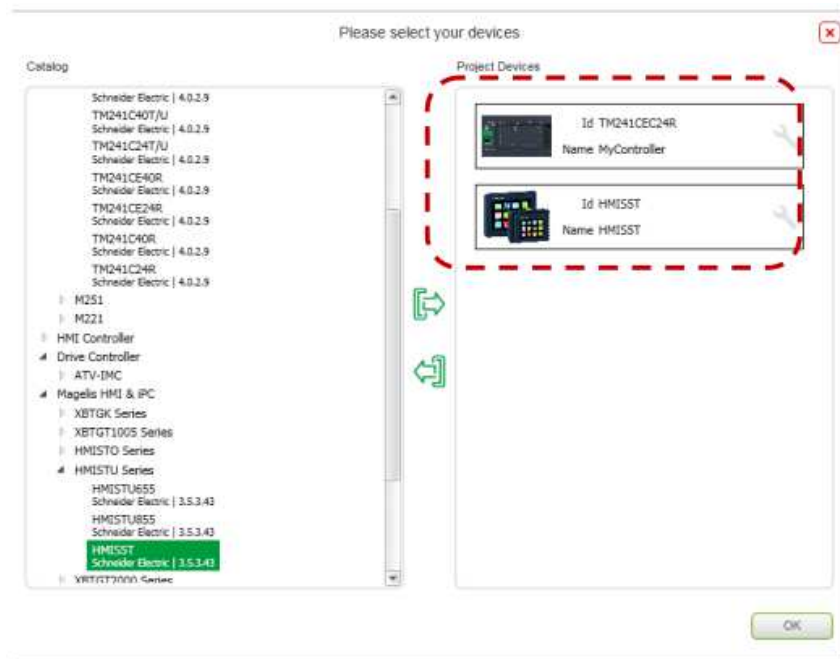 Please select your devices
Catalog
Project Devices
Schneider Electric | 4.0.2.9
TM241C40T/U
Schneider Electric | 4.0.2.9
TM241C24T/U
Schneider Electric | 4.0.2.9
TM241CE40R
Schneider Electric | 4.0.2.9
TM241CE24R
Schneider Electric | 4.0.2.9
TM241C40R
Schneider Electric | 4.0.2.9
TM241C24R
Schneider Electric | 4.0.2.9
M251
M221
HMI Controller
Drive Controller
ATV-IMC
Magelis HMI & iPC
XBTGK Series
XBTGT1005 Series
HMISTO Series
HMISTU Series
HMISTU655
Schneider Electric | 3.5.3.43
HMISTU855
Schneider Electric | 3.5.3.43
HMIS5T
Schneider Electric | 3.5.3.43
XBTGT2000 Series
Id TM241CEC24R
Name MyController
Id HMIS5T
Name HMIS5T
OK